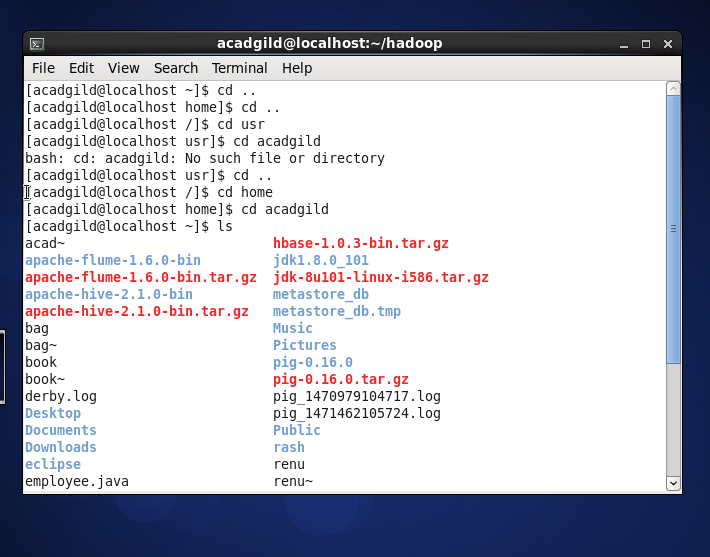 acadgild@localhost:~/hadoop
File Edit View Search Terminal Help
[acadgild@localhost ~]$ cd ..
[acadgild@localhost home]$ cd ..
[acadgild@localhost /]$ cd usr
[acadgild@localhost usr]$ cd acadgild
bash: cd: acadgild: No such file or directory
[acadgild@localhost usr]$ cd ..
[acadgild@localhost /]$ cd home
[acadgild@localhost home]$ cd acadgild
[acadgild@localhost ~]$ ls
acad~ hbase-1.0.3-bin.tar.gz
apache-flume-1.6.0-bin jdk1.8.0_101
apache-flume-1.6.0-bin.tar.gz jdk-8u101-linux-i586.tar.gz
apache-hive-2.1.0-bin metastore_db
apache-hive-2.1.0-bin.tar.gz metastore_db.tmp
bag Music
bag~ Pictures
book pig-0.16.0
book~ pig-0.16.0.tar.gz
derby.log pig_1470979104717.log
Desktop pig_1471462105724.log
Documents Public
Downloads rash
eclipse renu
employee.java renu~